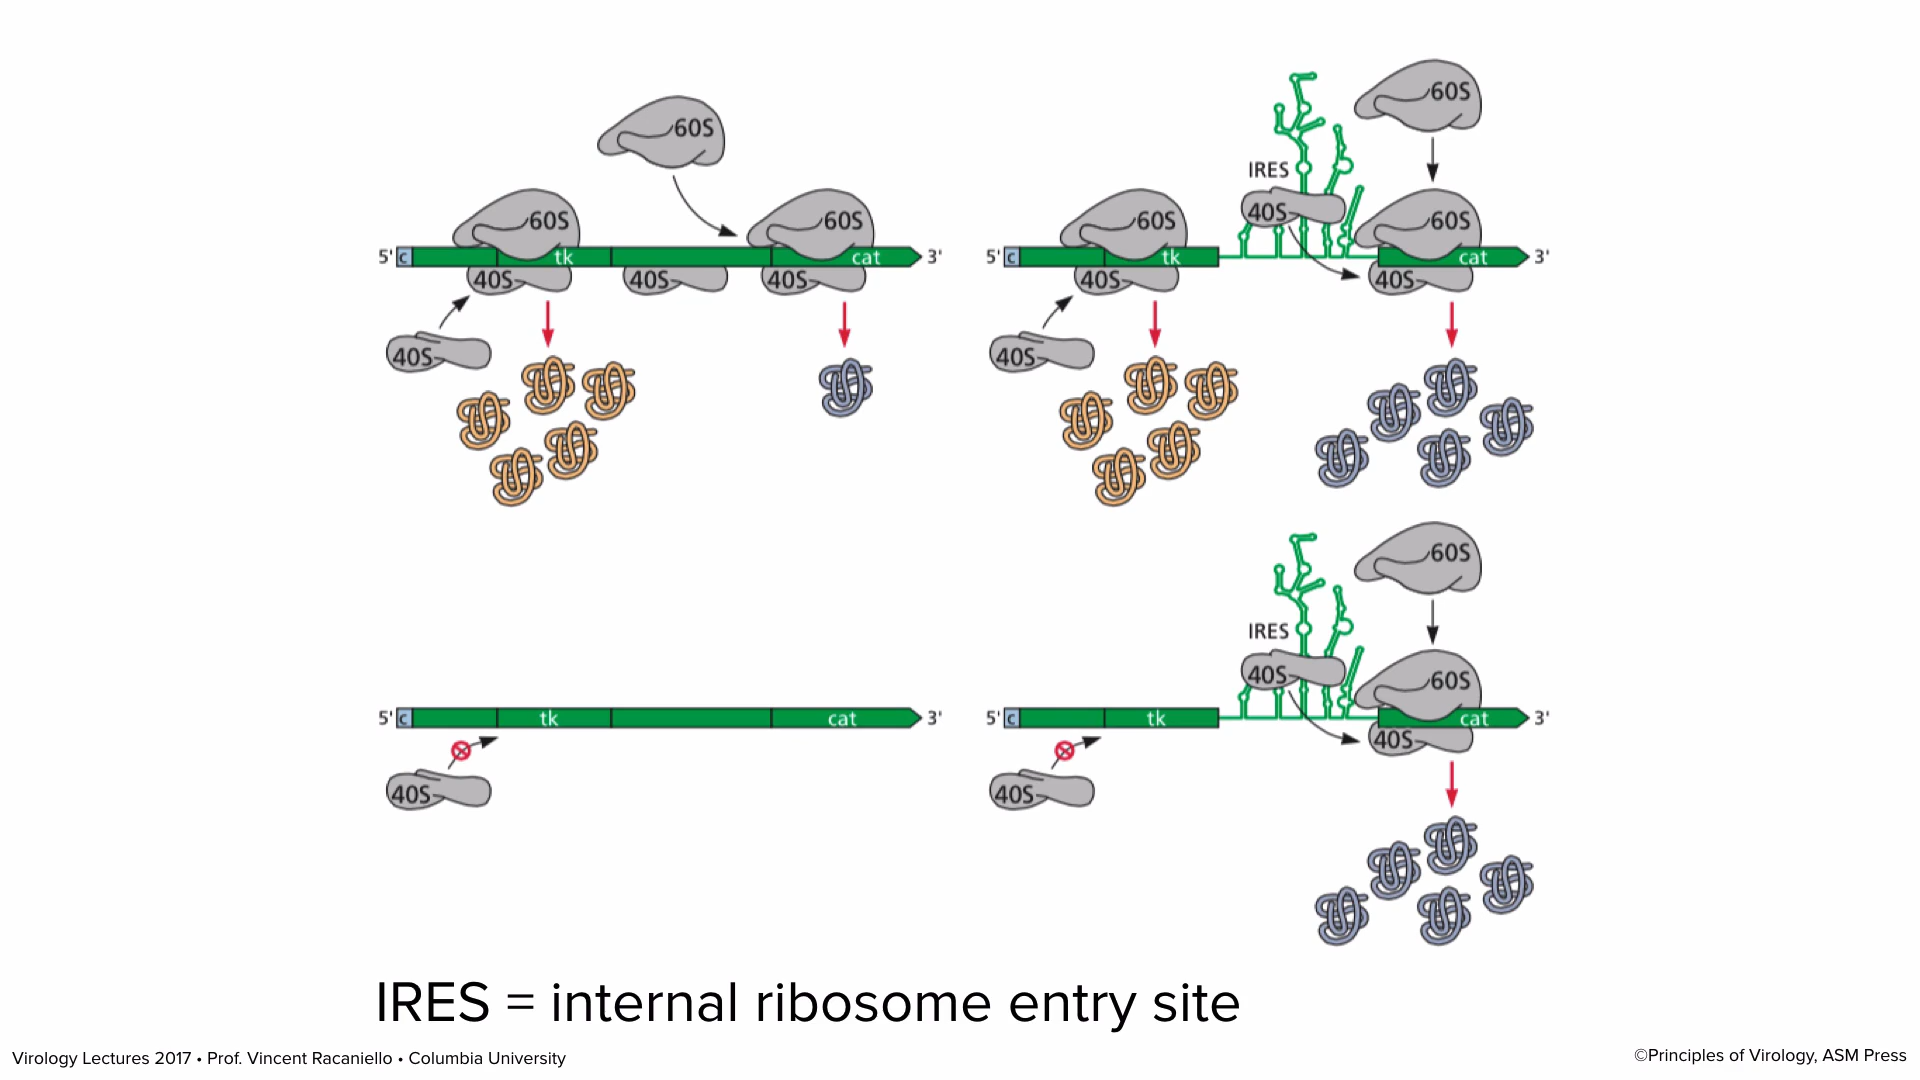 60S
60S
60S
5' c tk cat 3'
40S
40S
40S
40S
60S
IRES
40S
60S
60S
5' c tk cat 3'
40S
40S
40S
5' c tk cat 3'
40S
60S
IRES
40S
60S
5' c tk cat 3'
40S
40S
IRES = internal ribosome entry site
Virology Lectures 2017 • Prof. Vincent Racaniello • Columbia University
©Principles of Virology, ASM Press